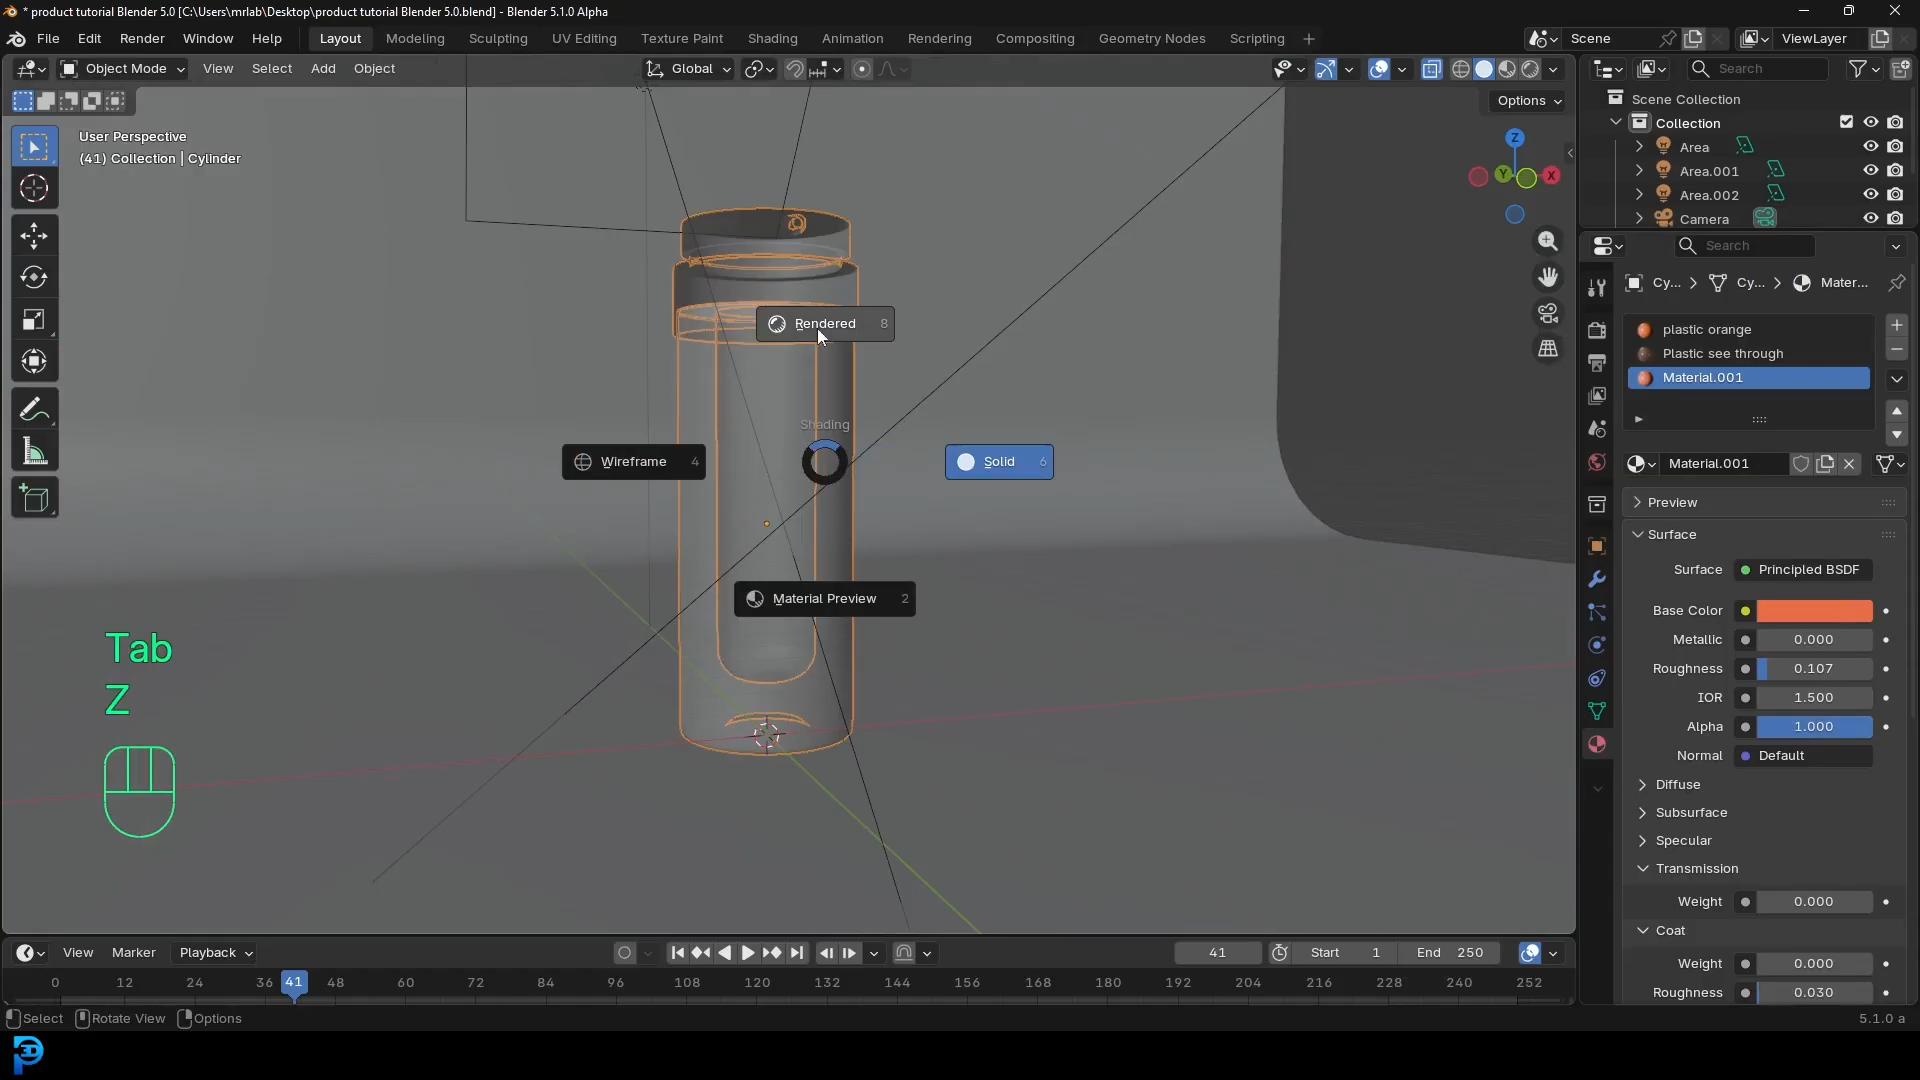 * product tutorial Blender 5.0 [C:\Users\mrlab\Desktop\product tutorial Blender 5.0.blend] - Blender 5.1.0 Alpha
File Edit Render Window Help Layout Modeling Sculpting UV Editing Texture Paint Shading Animation Rendering Compositing Geometry Nodes Scripting + Scene ViewLayer
Object Mode View Select Add Object Global Search
Options
User Perspective
(41) Collection | Cylinder
Z
Y X
Scene Collection
Collection
Area
Area.001
Area.002
Camera
Search
Cy... > Cy... > Mater...
plastic orange
Plastic see through
Material.001
Rendered 8
Shading
Wireframe 4
Solid 6
Material Preview 2
Material.001
Preview
Surface
Surface Principled BSDF
Base Color
Metallic 0.000
Roughness 0.107
IOR 1.500
Alpha 1.000
Normal Default
Diffuse
Subsurface
Specular
Transmission
Weight 0.000
Coat
Weight 0.000
Roughness 0.030
Tab
Z
View Marker Playback 41 Start 1 End 250
0 12 24 36 41 48 60 72 84 96 108 120 132 144 156 168 180 192 204 216 228 240 252
Select Rotate View Options 5.1.0 a
3D